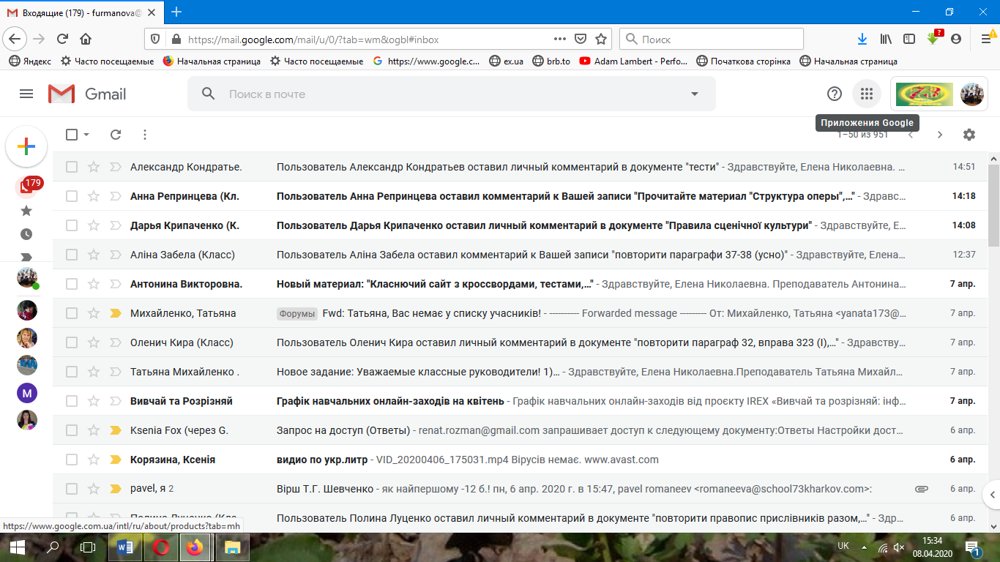 Входящие (179) - furmanova@
https://mail.google.com/mail/u/0/?tab=wm&ogbl#inbox
Поиск
Яндекс Часто посещаемые Начальная страница Часто посещаемые https://www.google.c... ex.ua brb.to Adam Lambert - Perfo... Початкова сторінка Начальная страница
Gmail
Поиск в почте
73
Приложения Google
1–50 из 951
179
Александр Кондратье. Пользователь Александр Кондратьев оставил личный комментарий в документе "тести" - Здравствуйте, Елена Николаевна. ... 14:51
Анна Репринцева (Кл. Пользователь Анна Репринцева оставил комментарий к Вашей записи "Прочитайте материал "Структура оперы",..." - Здравс... 14:18
Дарья Крипаченко (К. Пользователь Дарья Крипаченко оставил личный комментарий в документе "Правила сценічної культури" - Здравствуйте, Е... 14:08
Аліна Забела (Класс) Пользователь Аліна Забела оставил комментарий к Вашей записи "повторити параграфи 37-38 (усно)" - Здравствуйте, Елена... 12:37
Антонина Викторовна. Новый материал: "Класнючий сайт з кроссвордами, тестами,..." - Здравствуйте, Елена Николаевна. Преподаватель Антонина... 7 апр.
Михайленко, Татьяна Форумы Fwd: Татьяна, Вас немає у списку учасників! - ---------- Forwarded message --------- От: Михайленко, Татьяна <yanata173@... 7 апр.
Оленич Кира (Класс) Пользователь Оленич Кира оставил личный комментарий в документе "повторити параграф 32, вправа 323 (І),..." - Здравству... 7 апр.
Татьяна Михайленко . Новое задание: Уважаемые классные руководители! 1)... - Здравствуйте, Елена Николаевна.Преподаватель Татьяна Михайл... 7 апр.
Вивчай та Розрізняй Графік навчальних онлайн-заходів на квітень - Графік навчальних онлайн-заходів від проєкту IREX «Вивчай та розрізняй: інф... 7 апр.
Ksenia Fox (через G. Запрос на доступ (Ответы) - renat.rozman@gmail.com запрашивает доступ к следующему документу:Ответы Настройки дост... 6 апр.
М
Корязина, Ксенія видио по укр.литр - VID_20200406_175031.mp4 Вірусів немає. www.avast.com 6 апр.
pavel, я 2 Вірш Т.Г. Шевченко - як найпершому -12 б.! пн, 6 апр. 2020 г. в 15:47, pavel romaneev <romaneeva@school73kharkov.com>: 6 апр.
Пользователь Полина Луценко оставил личный комментарий в документе "повторити правопис прислівників разом,..." - Здр... 6 апр.
https://www.google.com.ua/intl/ru/about/products?tab=mh
UK 15:34
08.04.2020
1